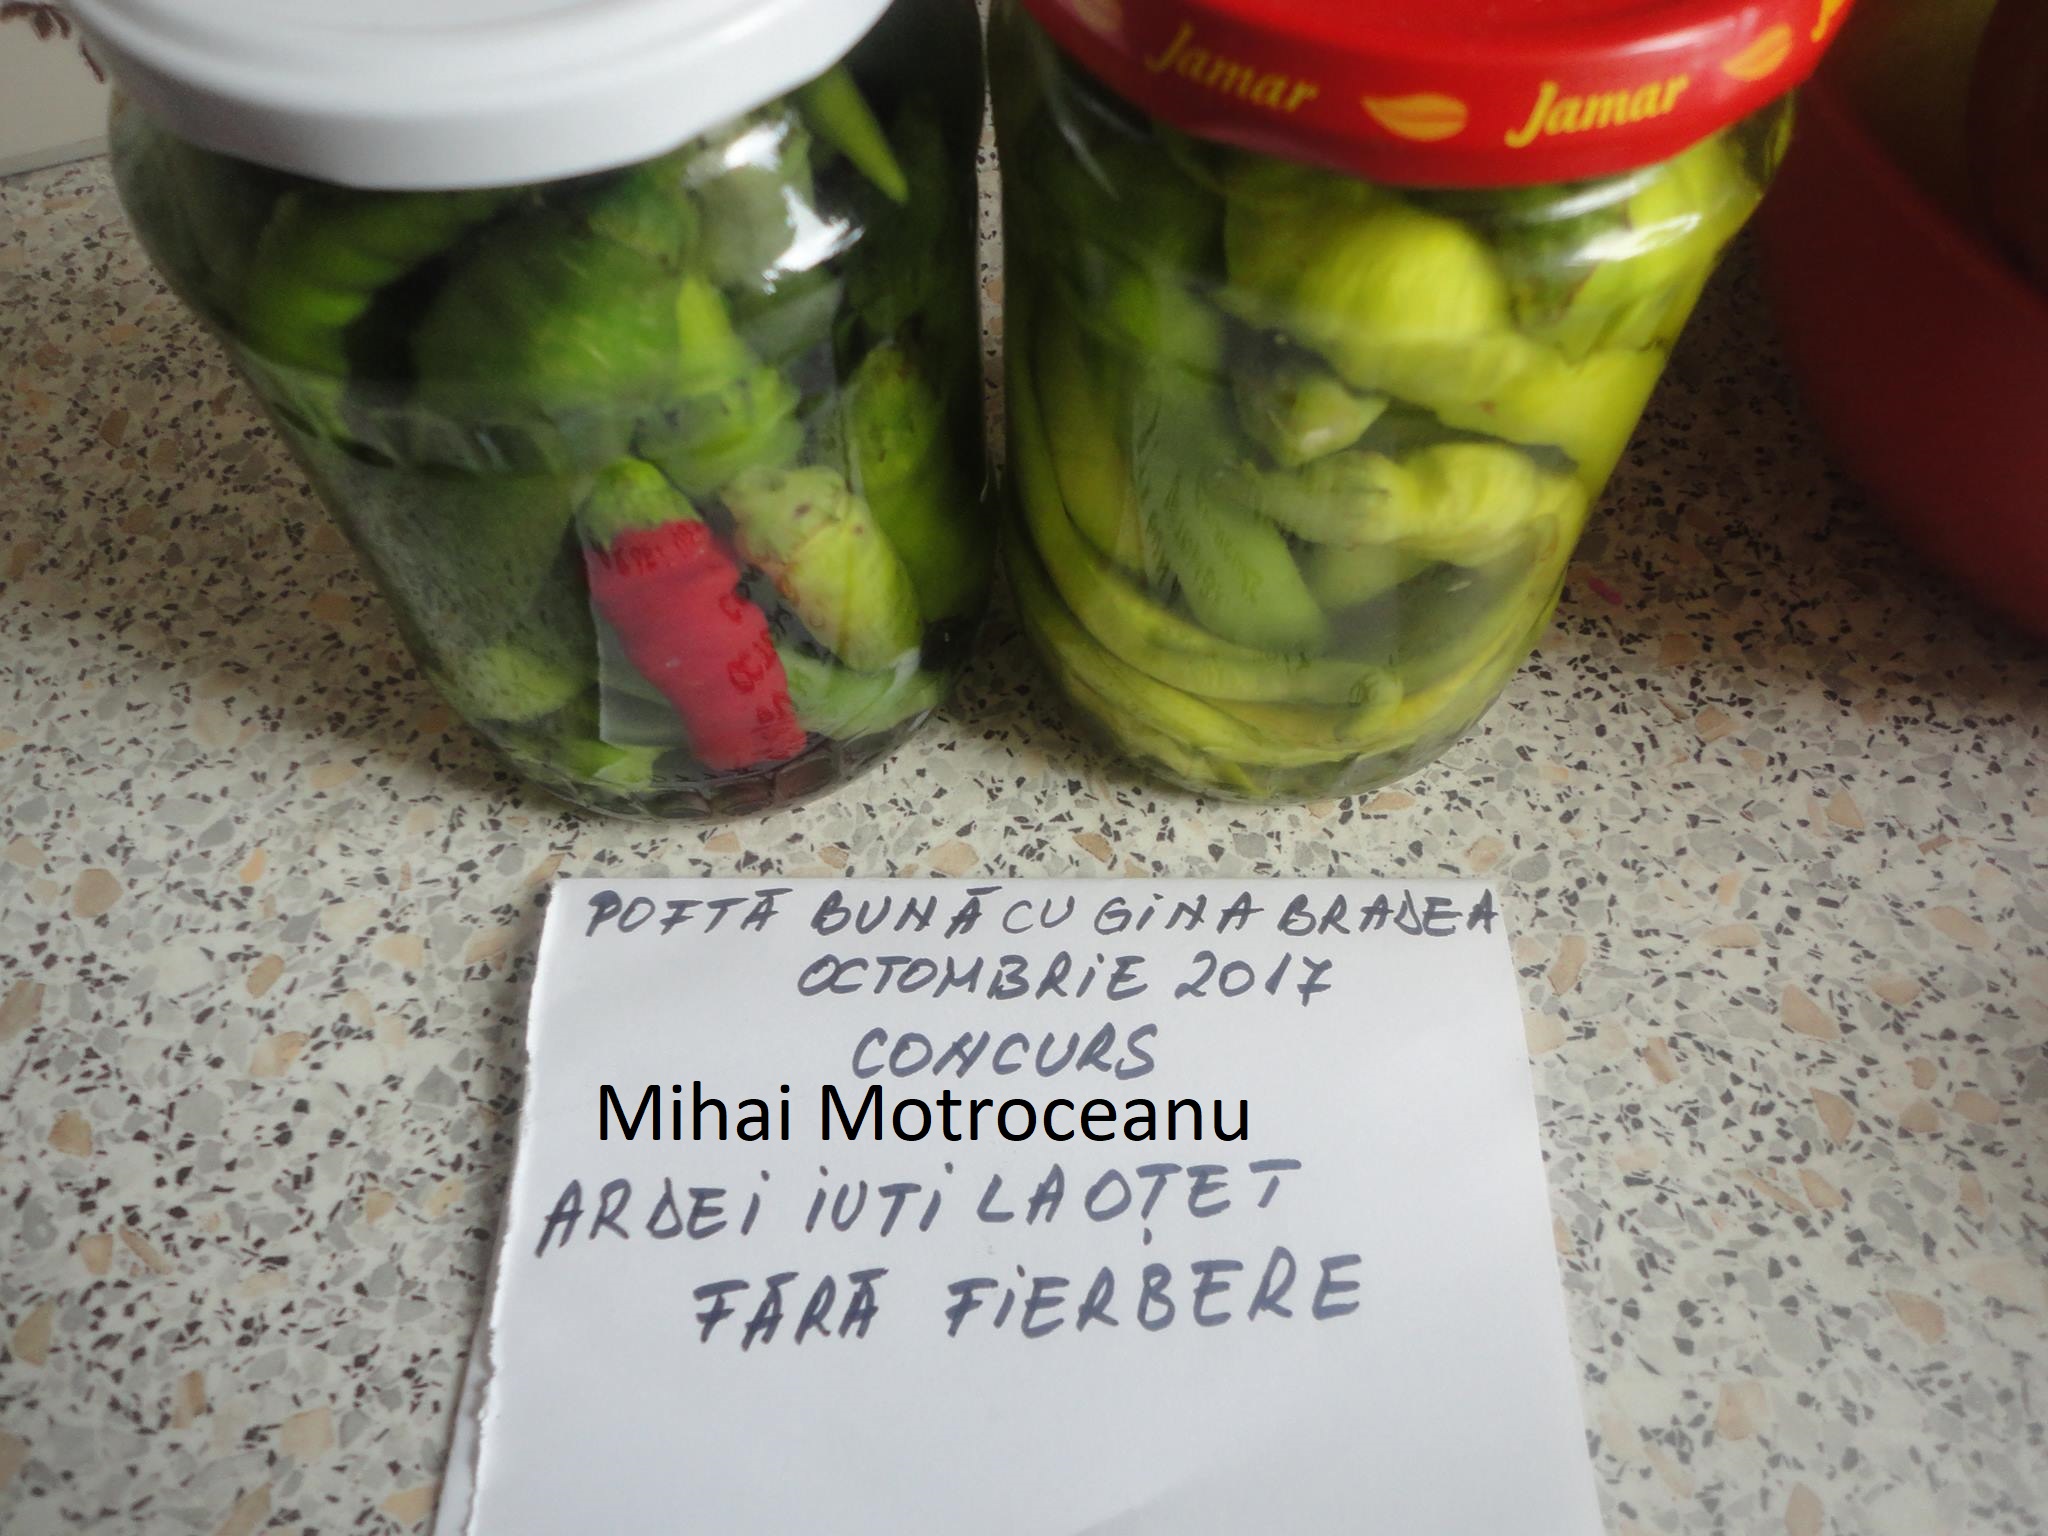 Jamar Jamar
POFTĂ BUNĂ CU GINA BRADEA
OCTOMBRIE 2017
CONCURS
Mihai Motroceanu
ARDEI IUTI LA OȚET
FĂRĂ FIERBERE